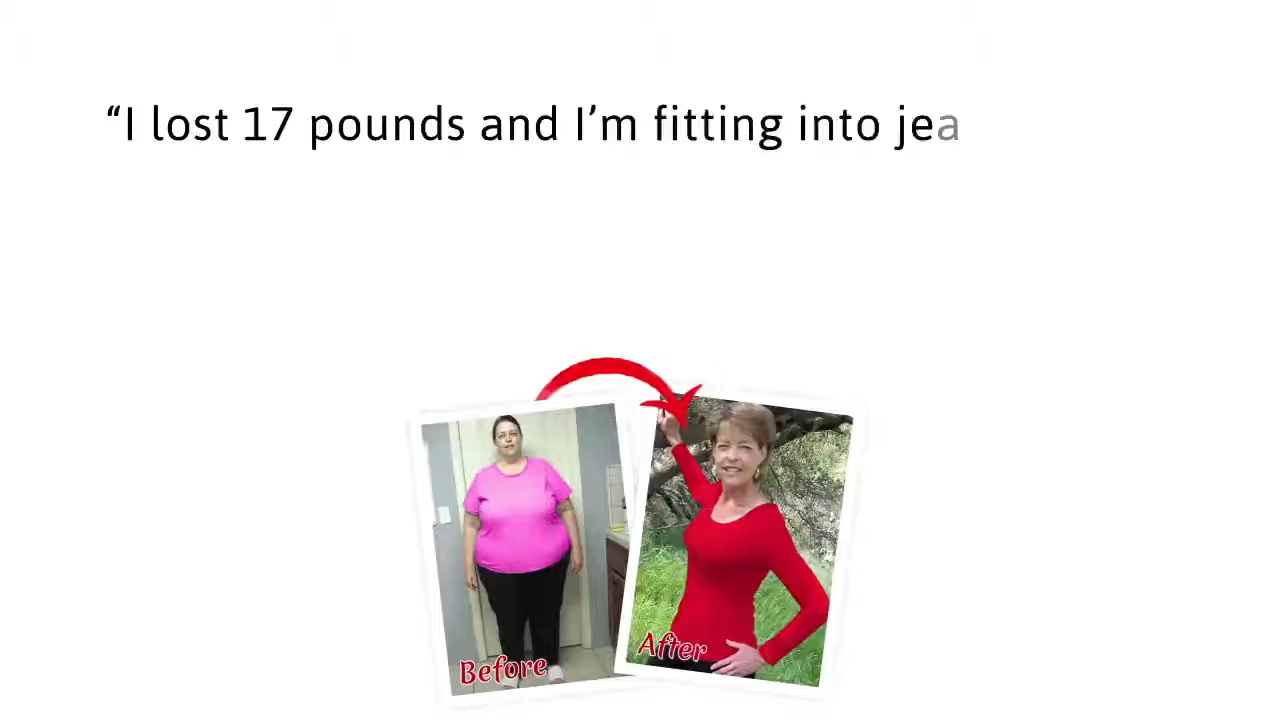 “I lost 17 pounds and I’m fitting into jea
Before
After